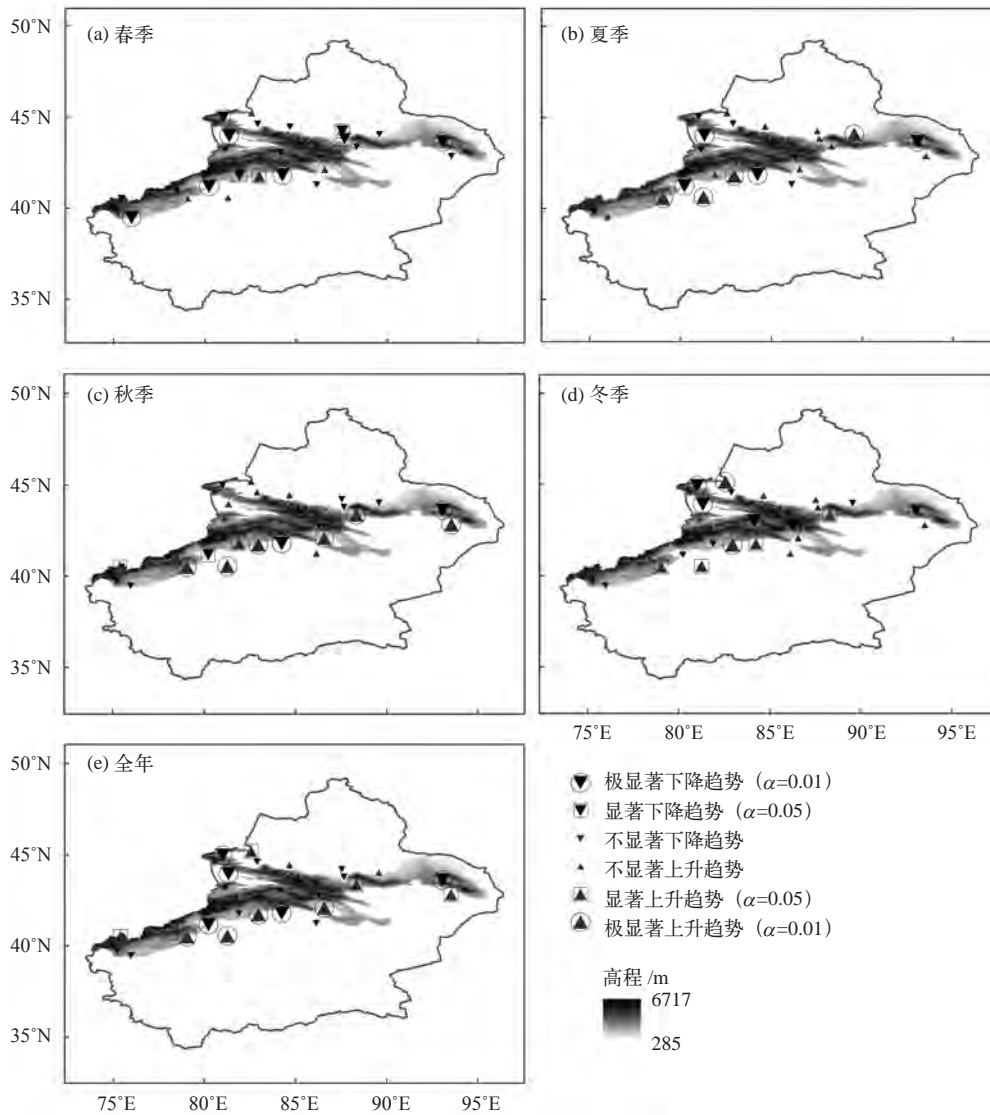 50°N
(a) 春季
(b) 夏季
45°N
40°N
35°N
50°N
(c) 秋季
(d) 冬季
45°N
40°N
35°N
75°E 80°E 85°E 90°E 95°E
50°N
(e) 全年
45°N
40°N
35°N
75°E 80°E 85°E 90°E 95°E
极显著下降趋势（α=0.01）
显著下降趋势（α=0.05）
不显著下降趋势
不显著上升趋势
显著上升趋势（α=0.05）
极显著上升趋势（α=0.01）
高程 /m
6717
285